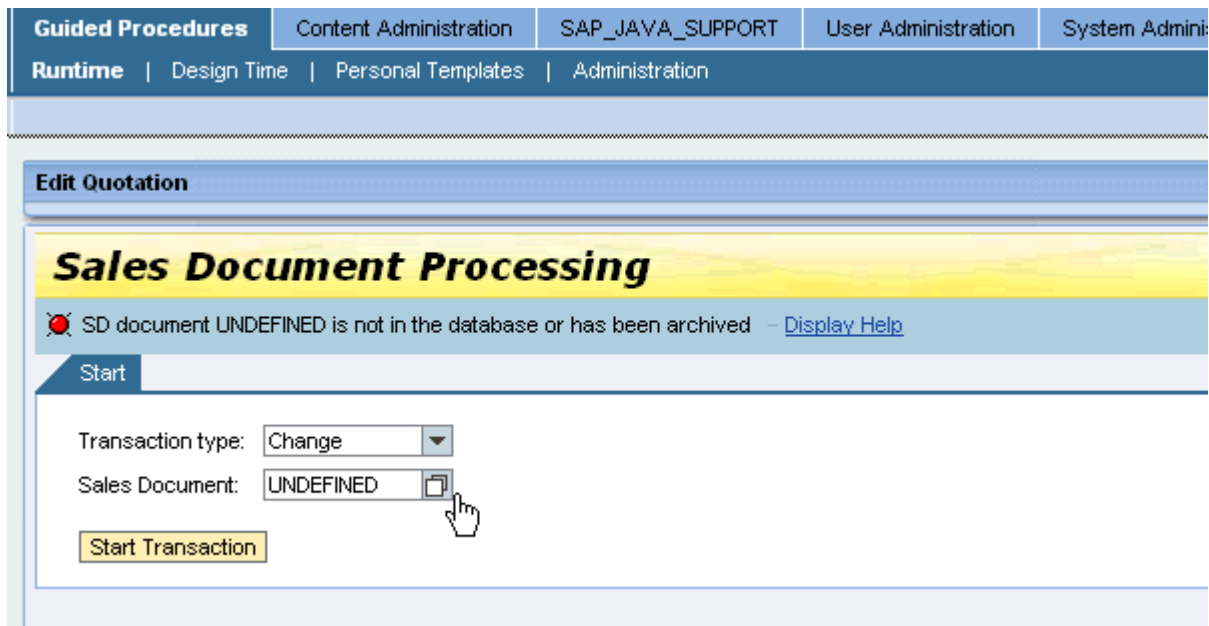 Guided Procedures Content Administration SAP_JAVA_SUPPORT User Administration System Adminis
Runtime | Design Time | Personal Templates | Administration
Edit Quotation
Sales Document Processing
SD document UNDEFINED is not in the database or has been archived – Display Help
Start
Transaction type: Change
Sales Document: UNDEFINED
Start Transaction